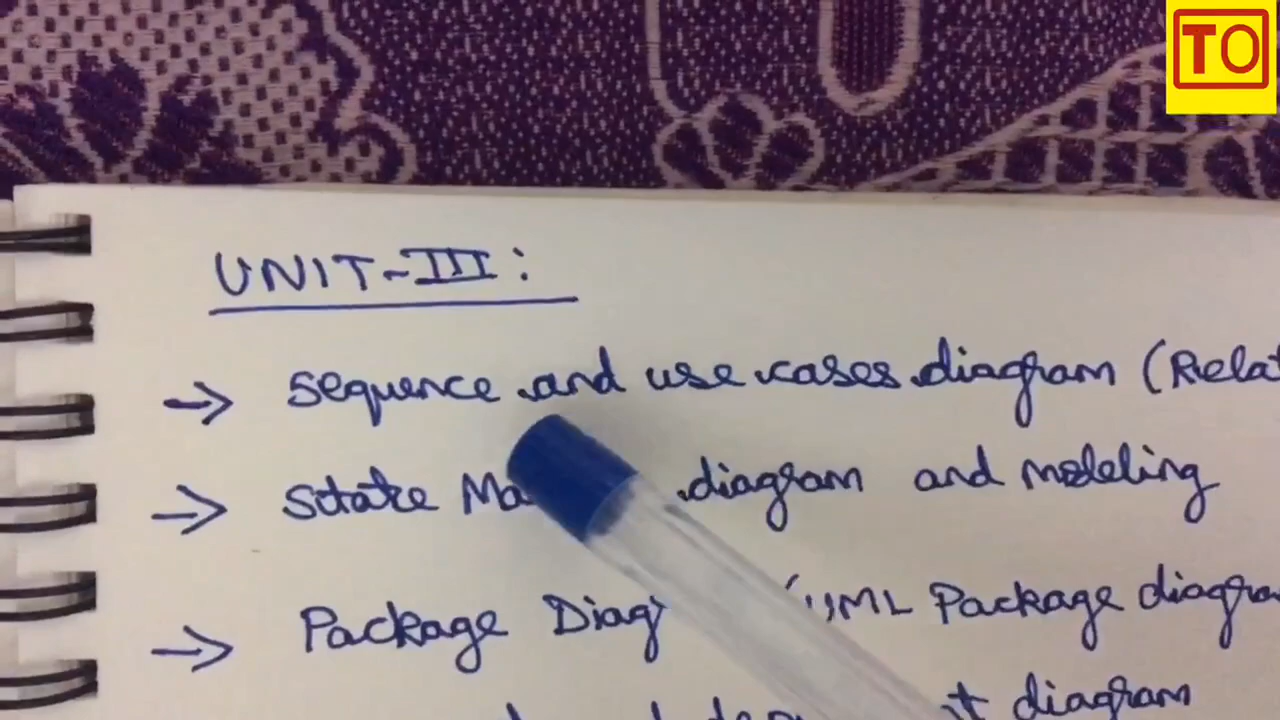 TO
UNIT-III:
→ sequence and use cases diagram (Relat
→ State Ma diagram and modeling
→ Package Diag (UML Package diagra
t diagram